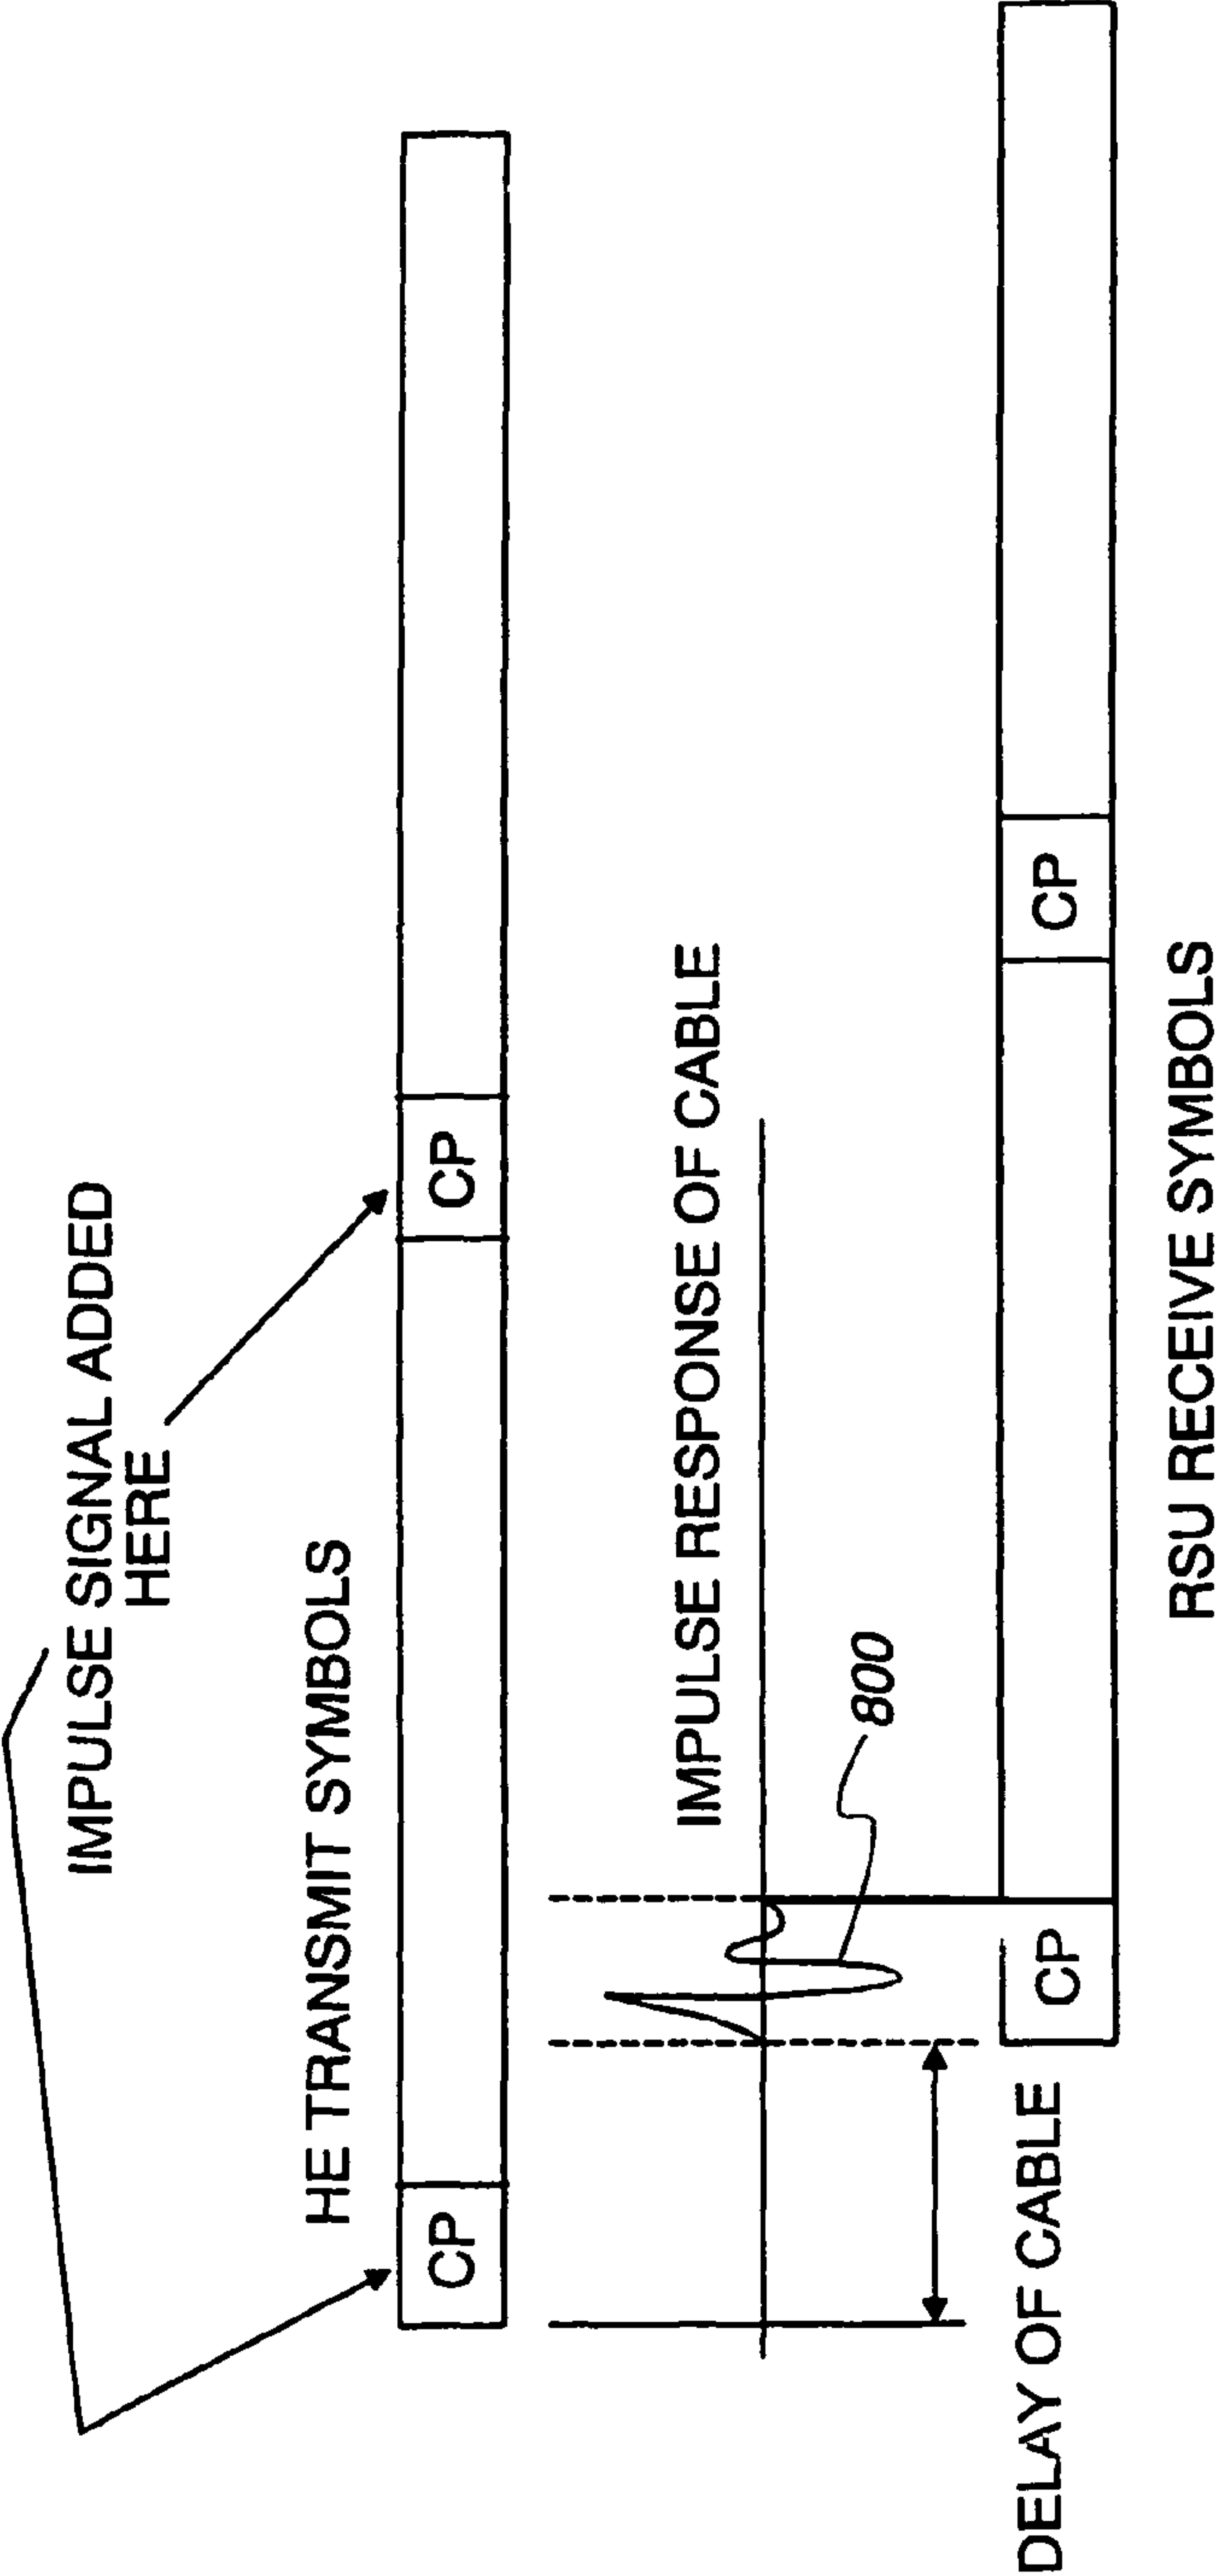 IMPULSE SIGNAL ADDED
HERE
HE TRANSMIT SYMBOLS
CP
CP
IMPULSE RESPONSE OF CABLE
800
DELAY OF CABLE
CP
CP
RSU RECEIVE SYMBOLS